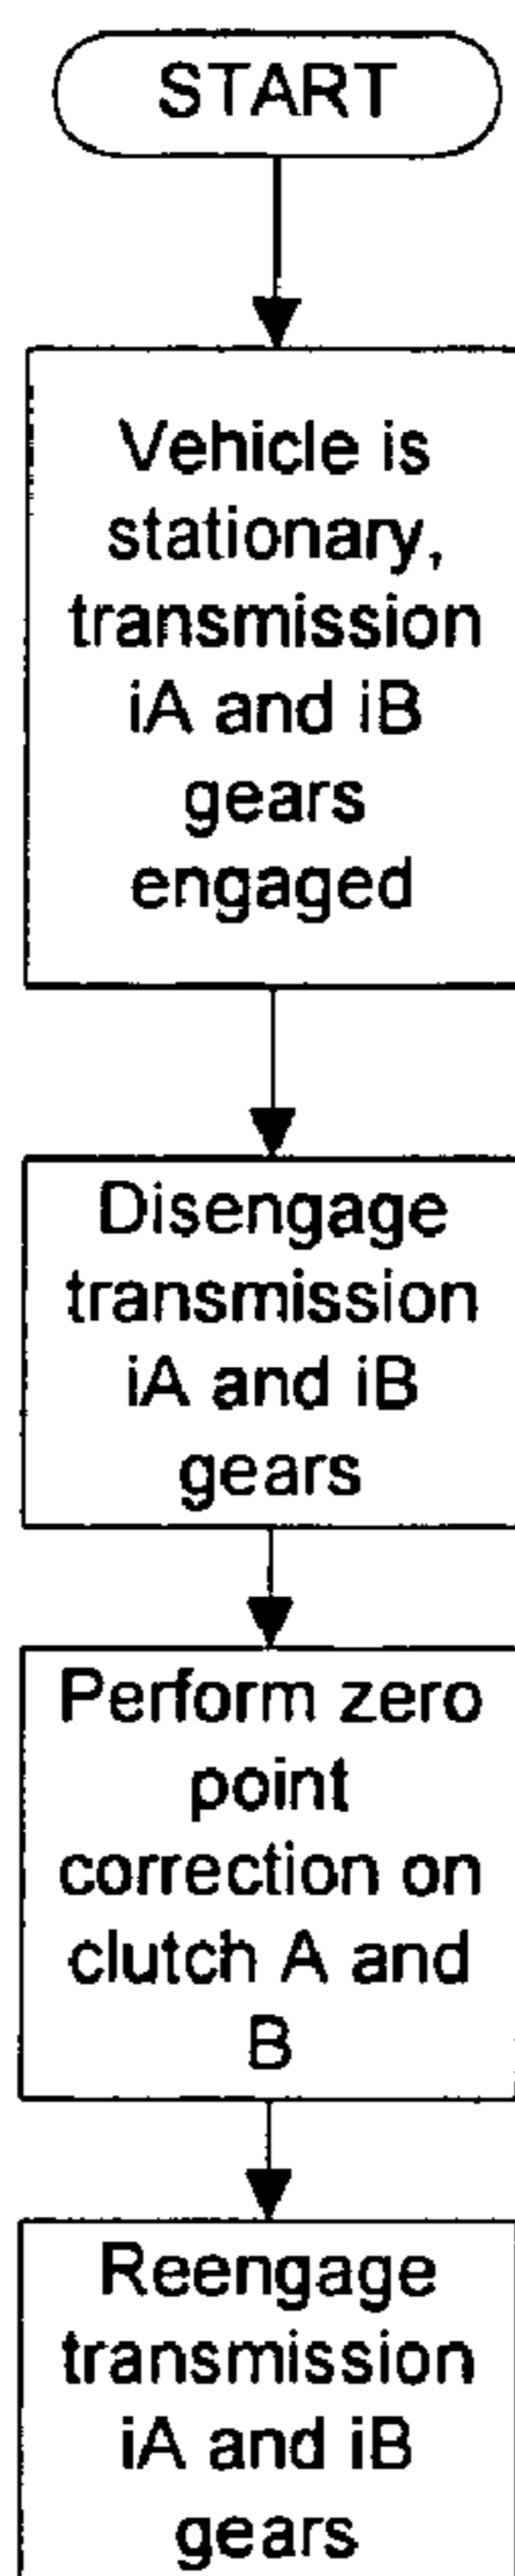 START
Vehicle is
stationary,
transmission
iA and iB
gears
engaged
Disengage
transmission
iA and iB
gears
Perform zero
point
correction on
clutch A and
B
Reengage
transmission
iA and iB
gears